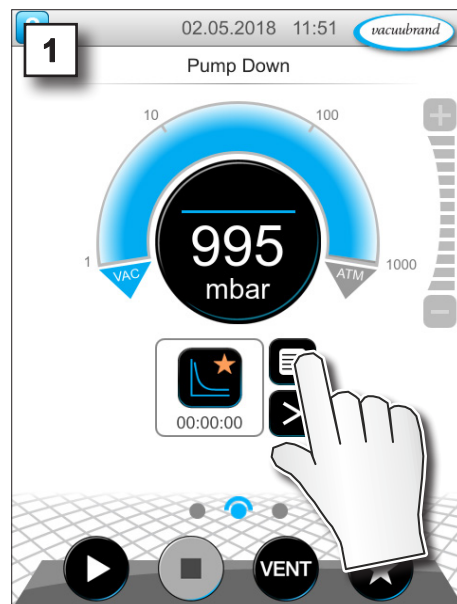 02.05.2018 11:51 vacuubrand
1
Pump Down
10
100
1
VAC
995
mbar
ATM
1000
00:00:00
VENT